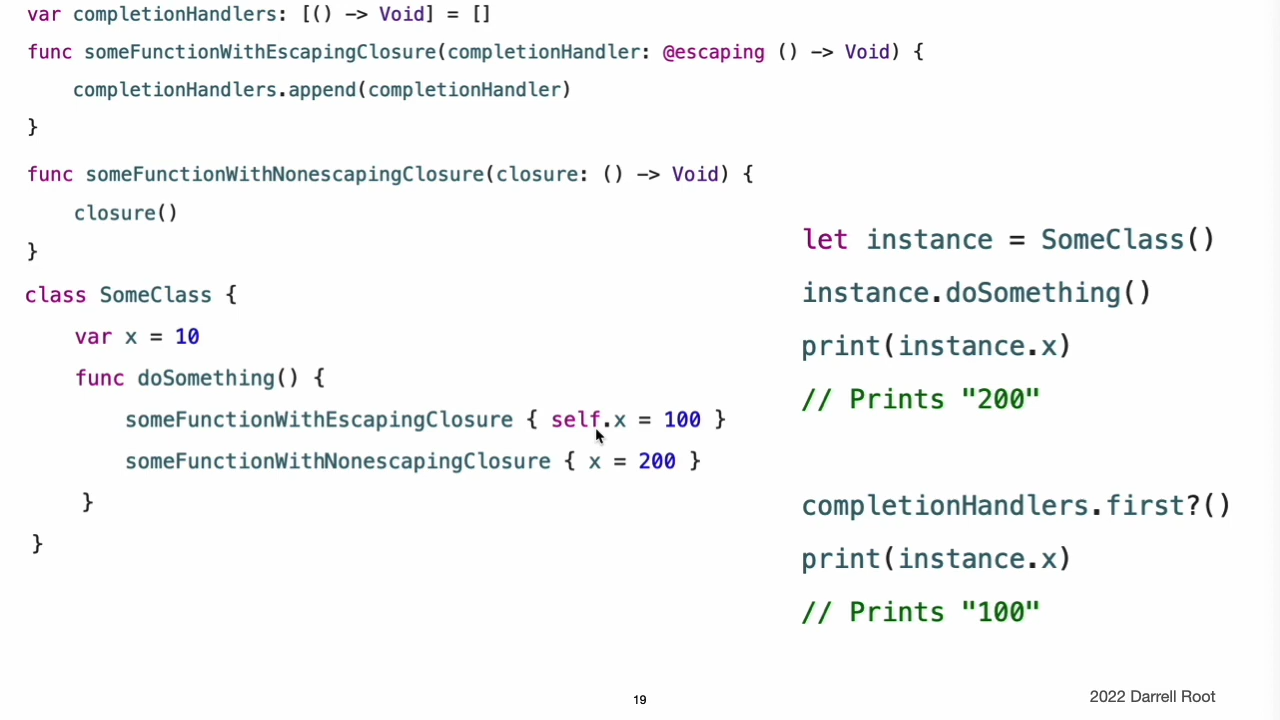 var completionHandlers: [() -> Void] = []
func someFunctionWithEscapingClosure(completionHandler: @escaping () -> Void) {
completionHandlers.append(completionHandler)
}
func someFunctionWithNonescapingClosure(closure: () -> Void) {
closure()
}
class SomeClass {
var x = 10
func doSomething() {
someFunctionWithEscapingClosure { self.x = 100 }
someFunctionWithNonescapingClosure { x = 200 }
}
}
let instance = SomeClass()
instance.doSomething()
print(instance.x)
// Prints "200"
completionHandlers.first?()
print(instance.x)
// Prints "100"
19
2022 Darrell Root